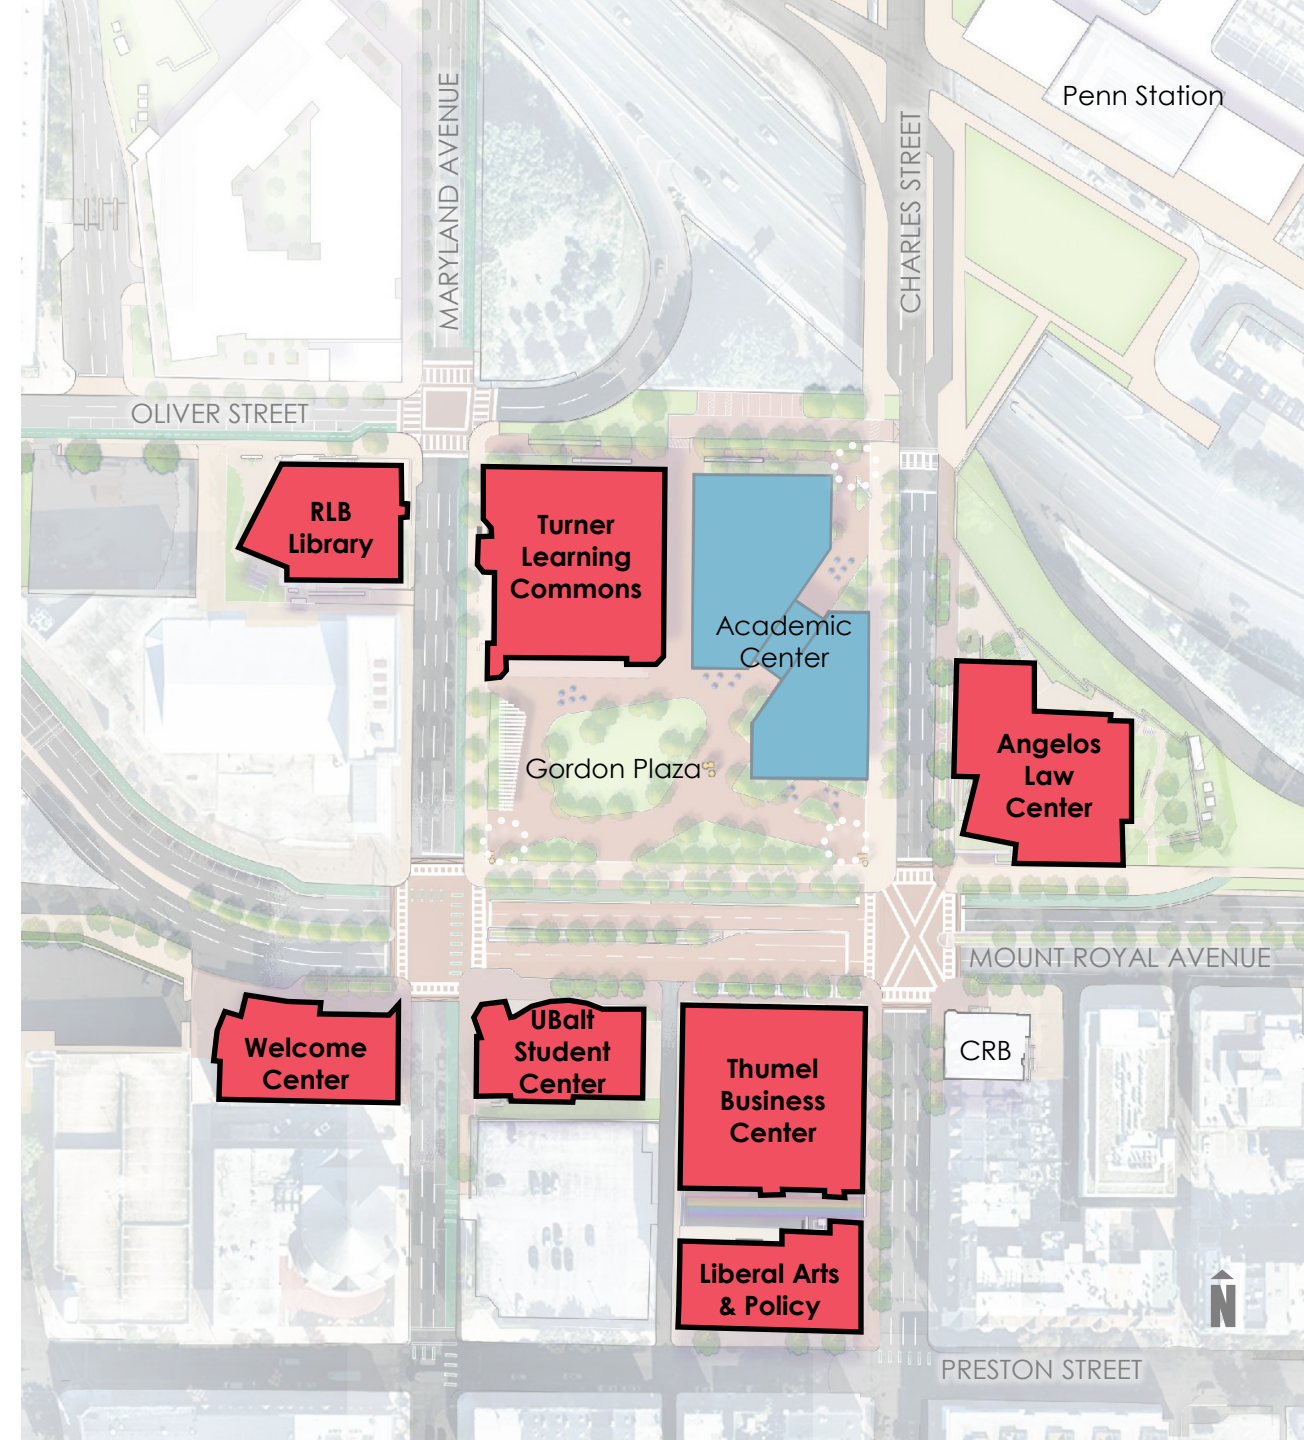 Penn Station
MARYLAND AVENUE
CHARLES STREET
OLIVER STREET
RLB
Library
Turner
Learning
Commons
Academic
Center
Angelos
Law
Center
Gordon Plaza
MOUNT ROYAL AVENUE
Welcome
Center
UBalt
Student
Center
Thumel
Business
Center
CRB
Liberal Arts
& Policy
N
PRESTON STREET